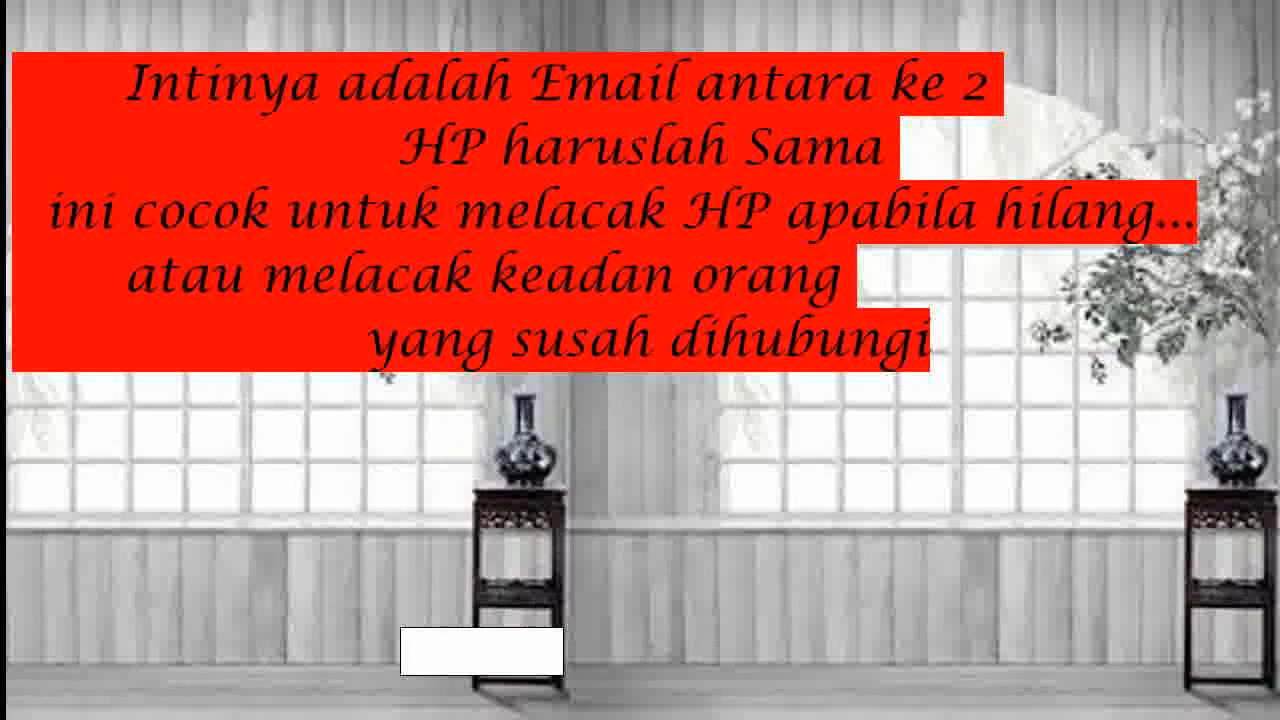 Intinya adalah Email antara ke 2
HP haruslah Sama
ini cocok untuk melacak HP apabila hilang...
atau melacak keadan orang
yang susah dihubungi